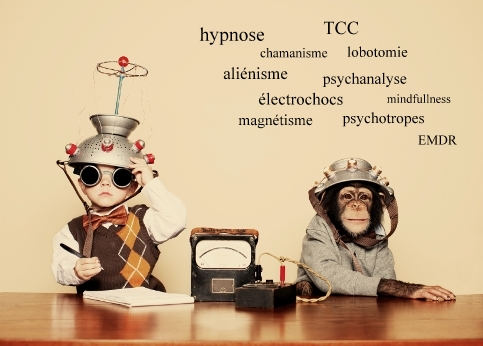 hypnose TCC
chamanisme lobotomie
aliénisme psychanalyse
électrochocs mindfullness
magnétisme psychotropes
EMDR